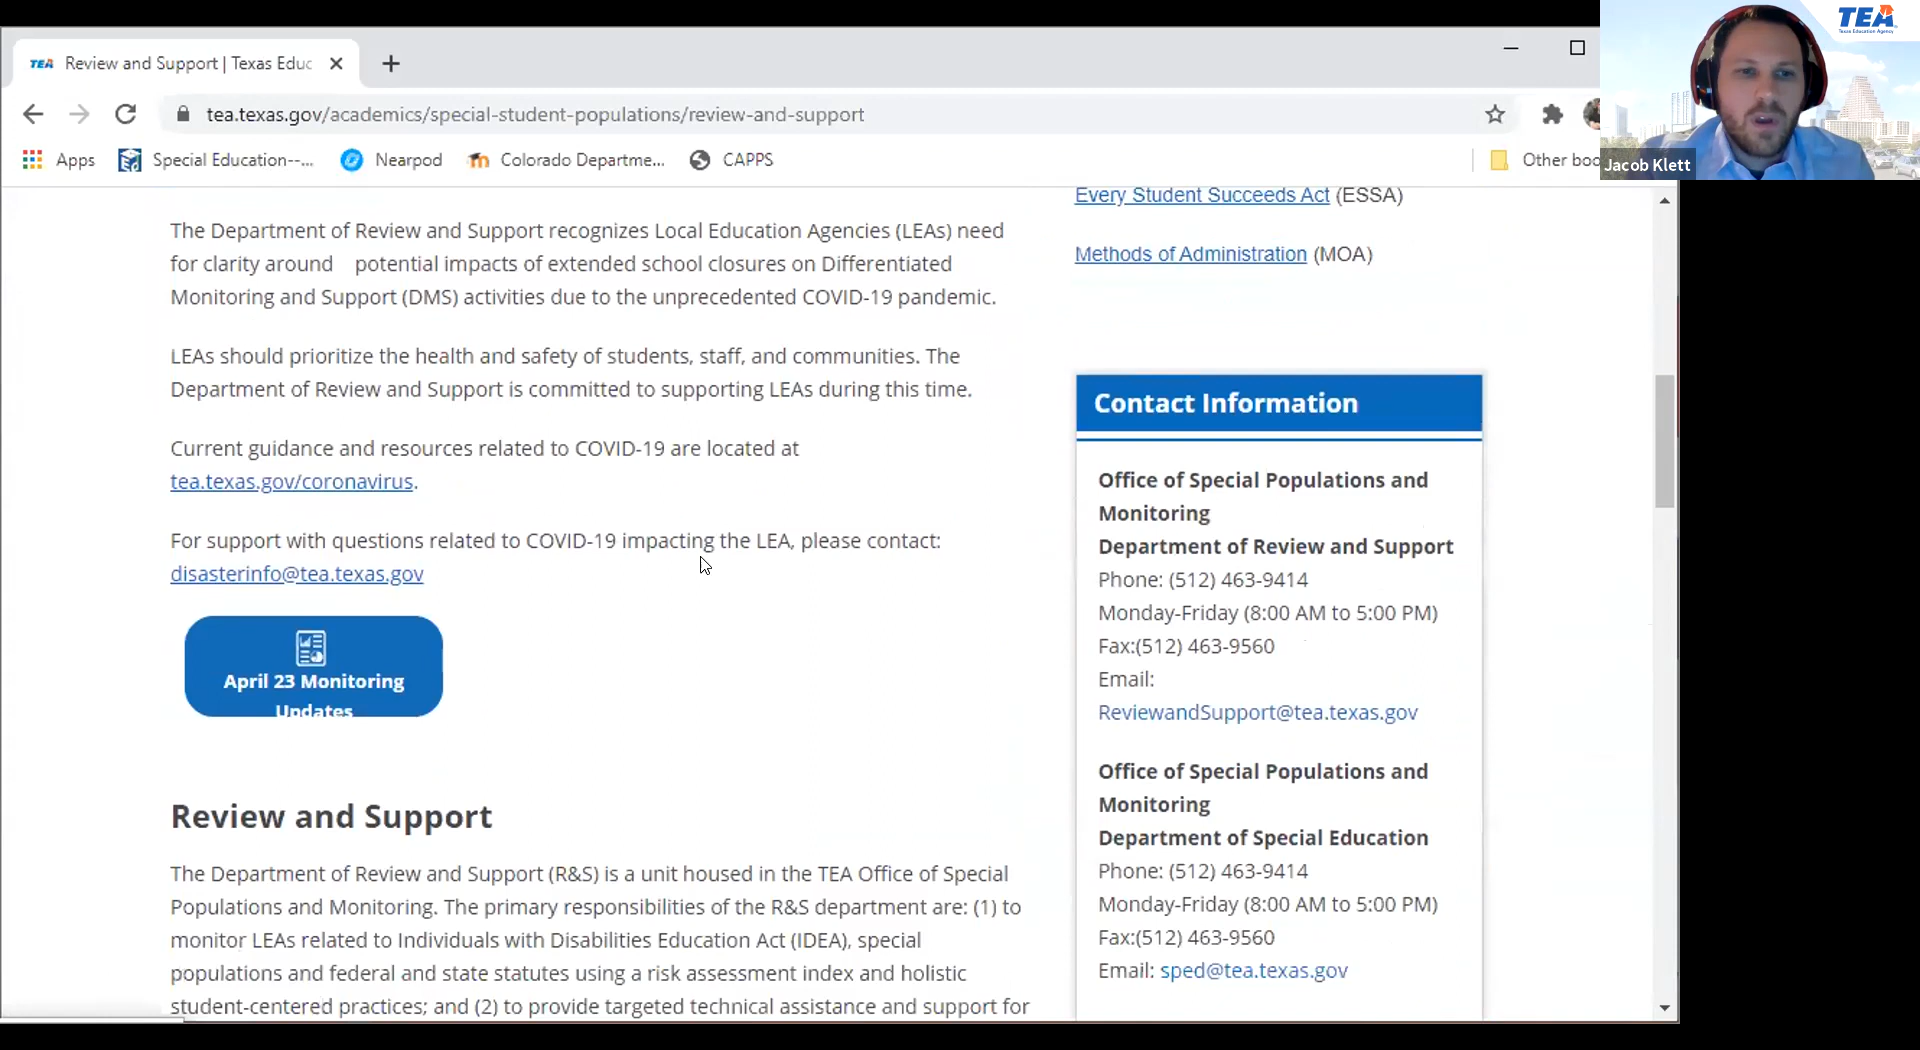 Review and Support | Texas Educ
tea.texas.gov/academics/special-student-populations/review-and-support
Apps
Special Education--...
Nearpod
Colorado Departme...
CAPPS
Other boo
TEA
Texas Education Agency
Jacob Klett
The Department of Review and Support recognizes Local Education Agencies (LEAs) need
for clarity around potential impacts of extended school closures on Differentiated
Monitoring and Support (DMS) activities due to the unprecedented COVID-19 pandemic.
LEAs should prioritize the health and safety of students, staff, and communities. The
Department of Review and Support is committed to supporting LEAs during this time.
Current guidance and resources related to COVID-19 are located at
tea.texas.gov/coronavirus.
For support with questions related to COVID-19 impacting the LEA, please contact:
disasterinfo@tea.texas.gov
April 23 Monitoring
Updates
Review and Support
The Department of Review and Support (R&S) is a unit housed in the TEA Office of Special
Populations and Monitoring. The primary responsibilities of the R&S department are: (1) to
monitor LEAs related to Individuals with Disabilities Education Act (IDEA), special
populations and federal and state statutes using a risk assessment index and holistic
student-centered practices; and (2) to provide targeted technical assistance and support for
Every Student Succeeds Act (ESSA)
Methods of Administration (MOA)
Contact Information
Office of Special Populations and
Monitoring
Department of Review and Support
Phone: (512) 463-9414
Monday-Friday (8:00 AM to 5:00 PM)
Fax:(512) 463-9560
Email:
ReviewandSupport@tea.texas.gov
Office of Special Populations and
Monitoring
Department of Special Education
Phone: (512) 463-9414
Monday-Friday (8:00 AM to 5:00 PM)
Fax:(512) 463-9560
Email: sped@tea.texas.gov